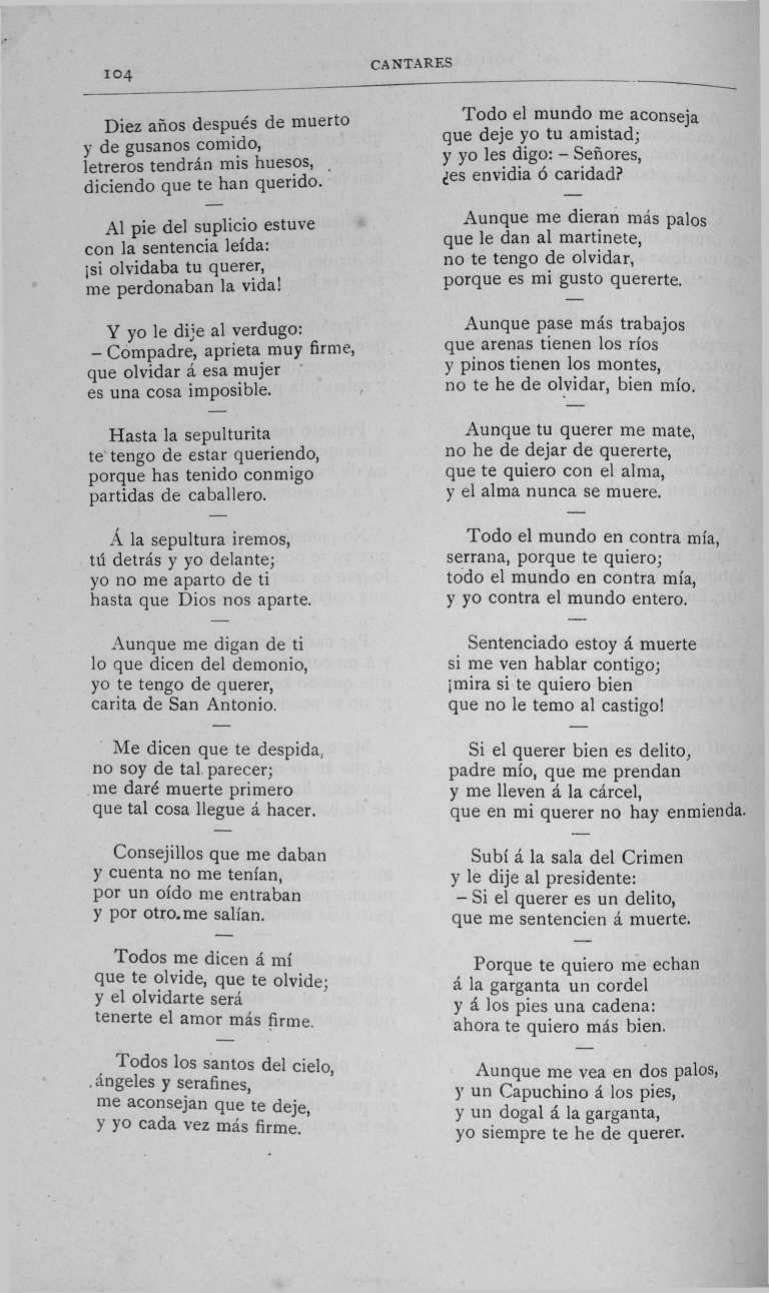 104
CANTARES
Diez años después de muerto
y de gusanos comido,
letreros tendrán mis huesos,
diciendo que te han querido.
—
Al pie del suplicio estuve
con la sentencia leída:
¡si olvidaba tu querer,
me perdonaban la vida!
Y yo le dije al verdugo:
– Compadre, aprieta muy firme,
que olvidar á esa mujer
es una cosa imposible.
—
Hasta la sepulturita
te tengo de estar queriendo,
porque has tenido conmigo
partidas de caballero.
—
Á la sepultura iremos,
tú detrás y yo delante;
yo no me aparto de ti
hasta que Dios nos aparte.
—
Aunque me digan de ti
lo que dicen del demonio,
yo te tengo de querer,
carita de San Antonio.
—
Me dicen que te despida,
no soy de tal parecer;
me daré muerte primero
que tal cosa llegue á hacer.
—
Consejillos que me daban
y cuenta no me tenían,
por un oído me entraban
y por otro me salían.
—
Todos me dicen á mí
que te olvide, que te olvide;
y el olvidarte será
tenerte el amor más firme.
—
Todos los santos del cielo,
ángeles y serafines,
me aconsejan que te deje,
y yo cada vez más firme.
Todo el mundo me aconseja
que deje yo tu amistad;
y yo les digo: – Señores,
¿es envidia ó caridad?
—
Aunque me dieran más palos
que le dan al martinete,
no te tengo de olvidar,
porque es mi gusto quererte.
—
Aunque pase más trabajos
que arenas tienen los ríos
y pinos tienen los montes,
no te he de olvidar, bien mío.
—
Aunque tu querer me mate,
no he de dejar de quererte,
que te quiero con el alma,
y el alma nunca se muere.
—
Todo el mundo en contra mía,
serrana, porque te quiero;
todo el mundo en contra mía,
y yo contra el mundo entero.
—
Sentenciado estoy á muerte
si me ven hablar contigo;
¡mira si te quiero bien
que no le temo al castigo!
—
Si el querer bien es delito,
padre mío, que me prendan
y me lleven á la cárcel,
que en mi querer no hay enmienda.
—
Subí á la sala del Crimen
y le dije al presidente:
– Si el querer es un delito,
que me sentencien á muerte.
—
Porque te quiero me echan
á la garganta un cordel
y á los pies una cadena:
ahora te quiero más bien.
—
Aunque me vea en dos palos,
y un Capuchino á los pies,
y un dogal á la garganta,
yo siempre te he de querer.